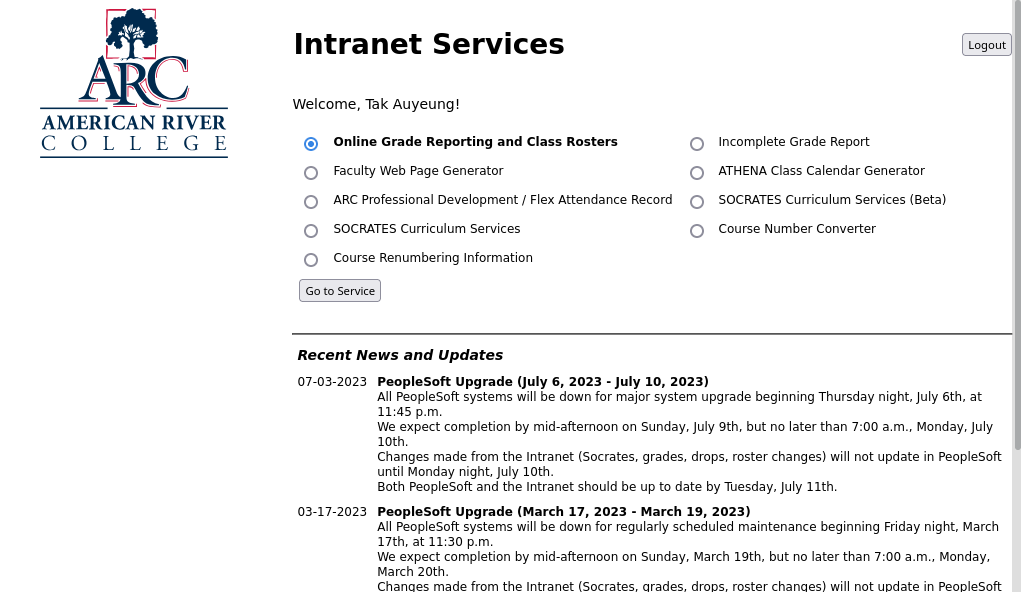 ARC
AMERICAN RIVER
COLLEGE
Intranet Services
Logout
Welcome, Tak Auyeung!
Online Grade Reporting and Class Rosters
Incomplete Grade Report
Faculty Web Page Generator
ATHENA Class Calendar Generator
ARC Professional Development / Flex Attendance Record
SOCRATES Curriculum Services (Beta)
SOCRATES Curriculum Services
Course Number Converter
Course Renumbering Information
Go to Service
Recent News and Updates
07-03-2023 PeopleSoft Upgrade (July 6, 2023 - July 10, 2023)
All PeopleSoft systems will be down for major system upgrade beginning Thursday night, July 6th, at
11:45 p.m.
We expect completion by mid-afternoon on Sunday, July 9th, but no later than 7:00 a.m., Monday, July
10th.
Changes made from the Intranet (Socrates, grades, drops, roster changes) will not update in PeopleSoft
until Monday night, July 10th.
Both PeopleSoft and the Intranet should be up to date by Tuesday, July 11th.
03-17-2023 PeopleSoft Upgrade (March 17, 2023 - March 19, 2023)
All PeopleSoft systems will be down for regularly scheduled maintenance beginning Friday night, March
17th, at 11:30 p.m.
We expect completion by mid-afternoon on Sunday, March 19th, but no later than 7:00 a.m., Monday,
March 20th.
Changes made from the Intranet (Socrates, grades, drops, roster changes) will not update in PeopleSoft